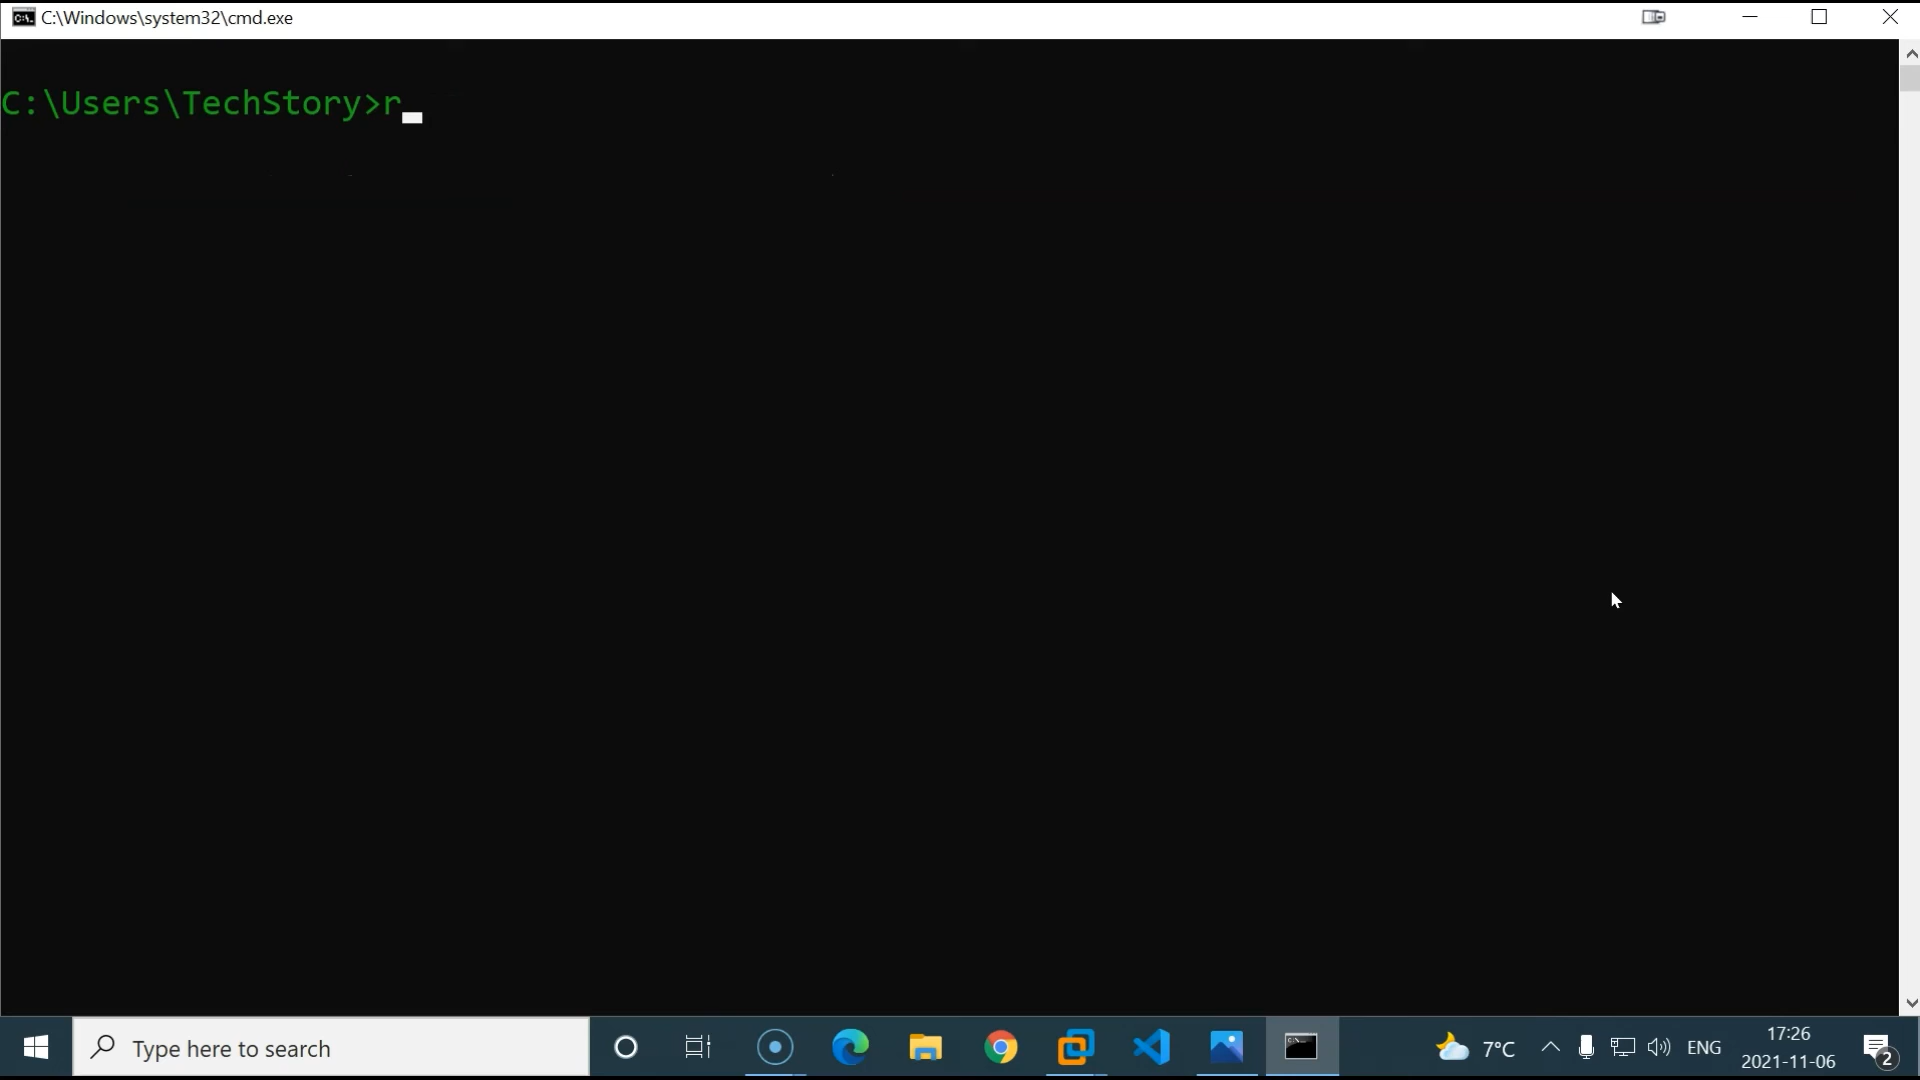 C:\Windows\system32\cmd.exe
C:\Users\TechStory>r
Type here to search
7°C
ENG
17:26
2021-11-06
2